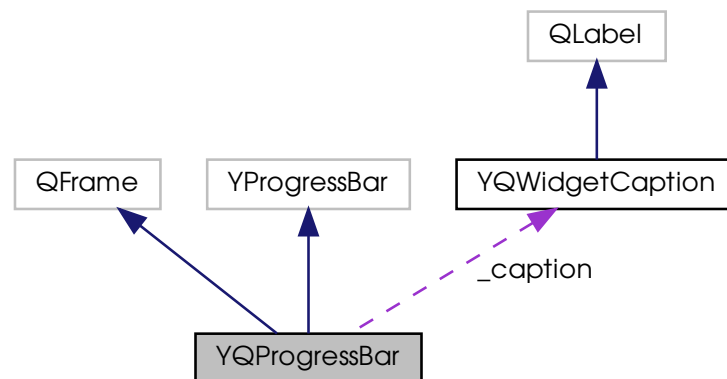 QLabel
QFrame
YProgressBar
YQWidgetCaption
_caption
YQProgressBar